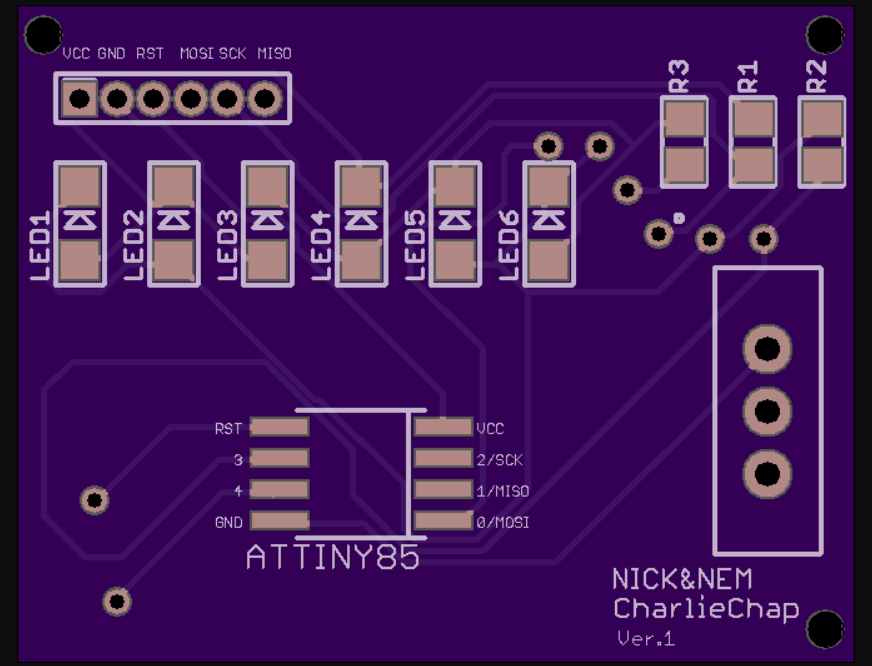 VCC GND RST MOSI SCK MISO
R3 R1 R2
LED1 LED2 LED3 LED4 LED5 LED6
RST VCC
3 2/SCK
4 1/MISO
GND 0/MOSI
ATTINY85
NICK&NEM
CharlieChap
Ver.1